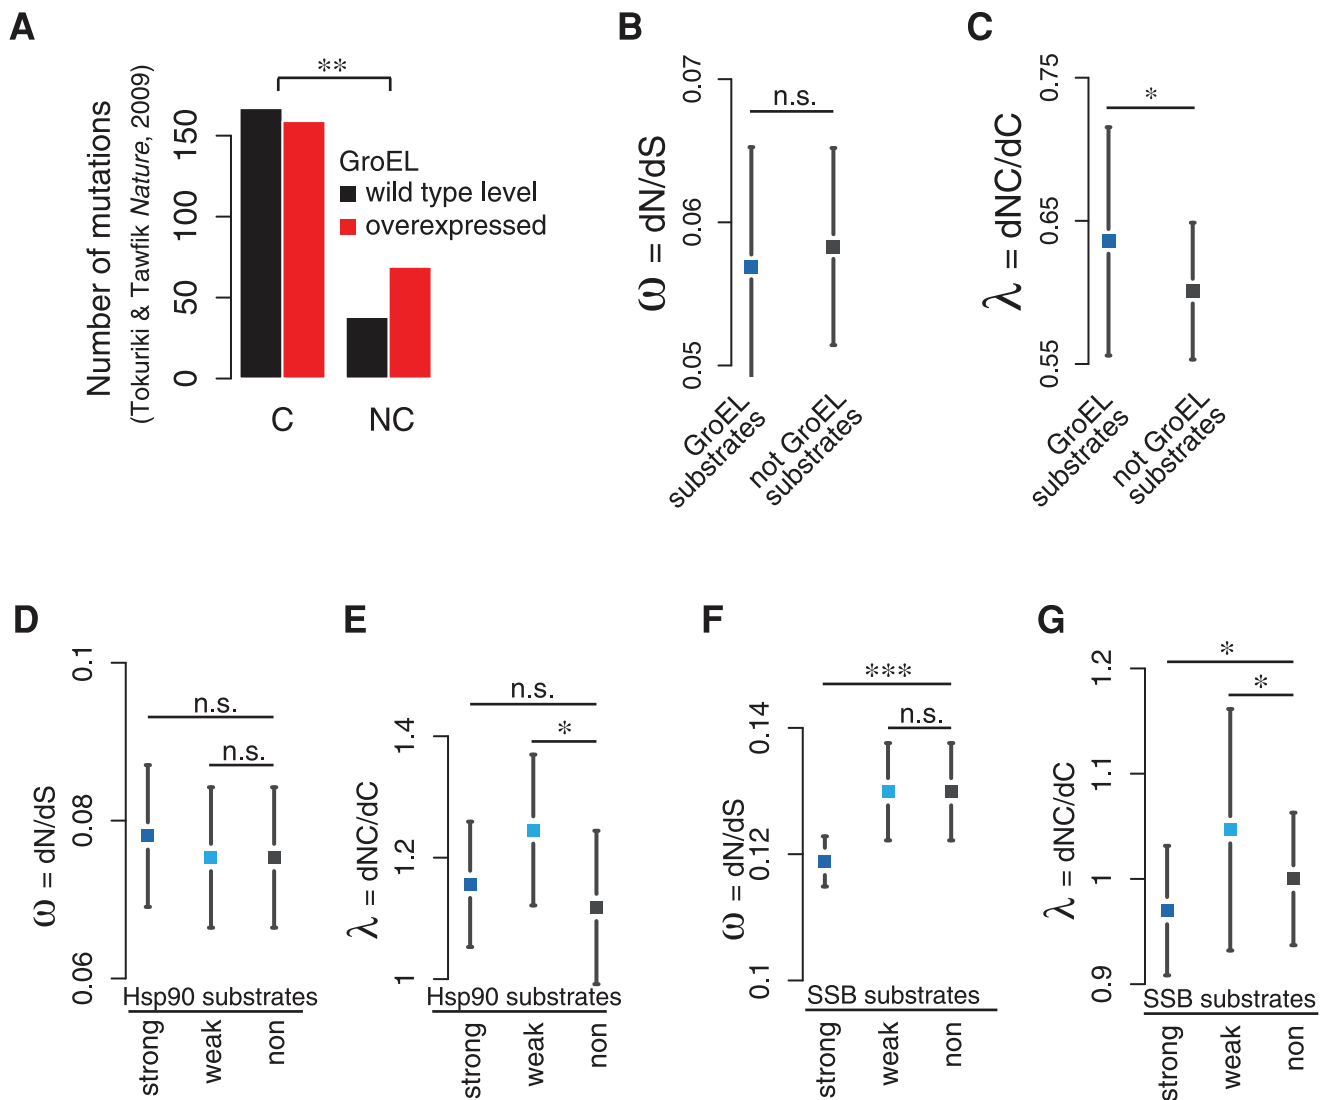 A
Number of mutations
(Tokuriki & Tawfik Nature, 2009)
0
50
100
150
**
GroEL
wild type level
overexpressed
C
NC
B
ω = dN/dS
0.05
0.06
0.07
n.s.
GroEL
substrates
not GroEL
substrates
C
λ = dNC/dC
0.55
0.65
0.75
*
GroEL
substrates
not GroEL
substrates
D
ω = dN/dS
0.06
0.08
0.1
n.s.
n.s.
Hsp90 substrates
strong
weak
non
E
λ = dNC/dC
1
1.2
1.4
n.s.
*
Hsp90 substrates
strong
weak
non
F
ω = dN/dS
0.1
0.12
0.14
***
n.s.
SSB substrates
strong
weak
non
G
λ = dNC/dC
0.9
1
1.1
1.2
*
*
SSB substrates
strong
weak
non